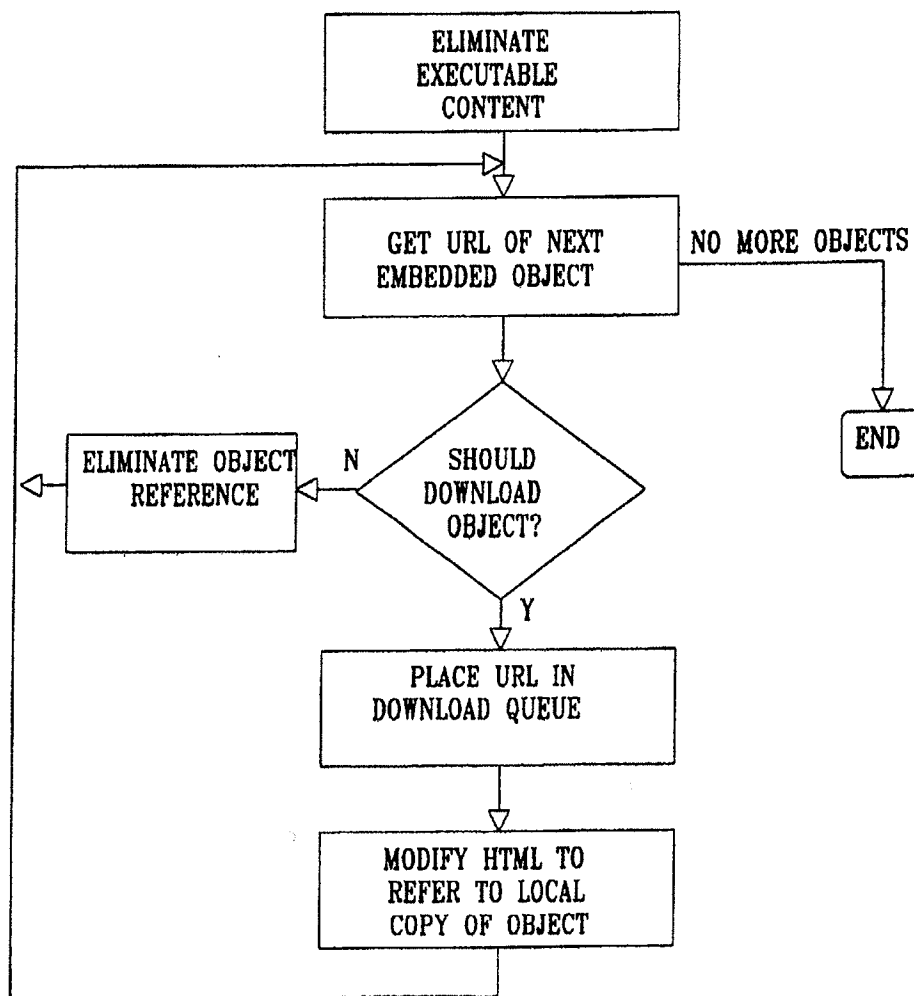 ELIMINATE
EXECUTABLE
CONTENT
GET URL OF NEXT
EMBEDDED OBJECT
NO MORE OBJECTS
END
SHOULD
DOWNLOAD
OBJECT?
N
ELIMINATE OBJECT
REFERENCE
Y
PLACE URL IN
DOWNLOAD QUEUE
MODIFY HTML TO
REFER TO LOCAL
COPY OF OBJECT